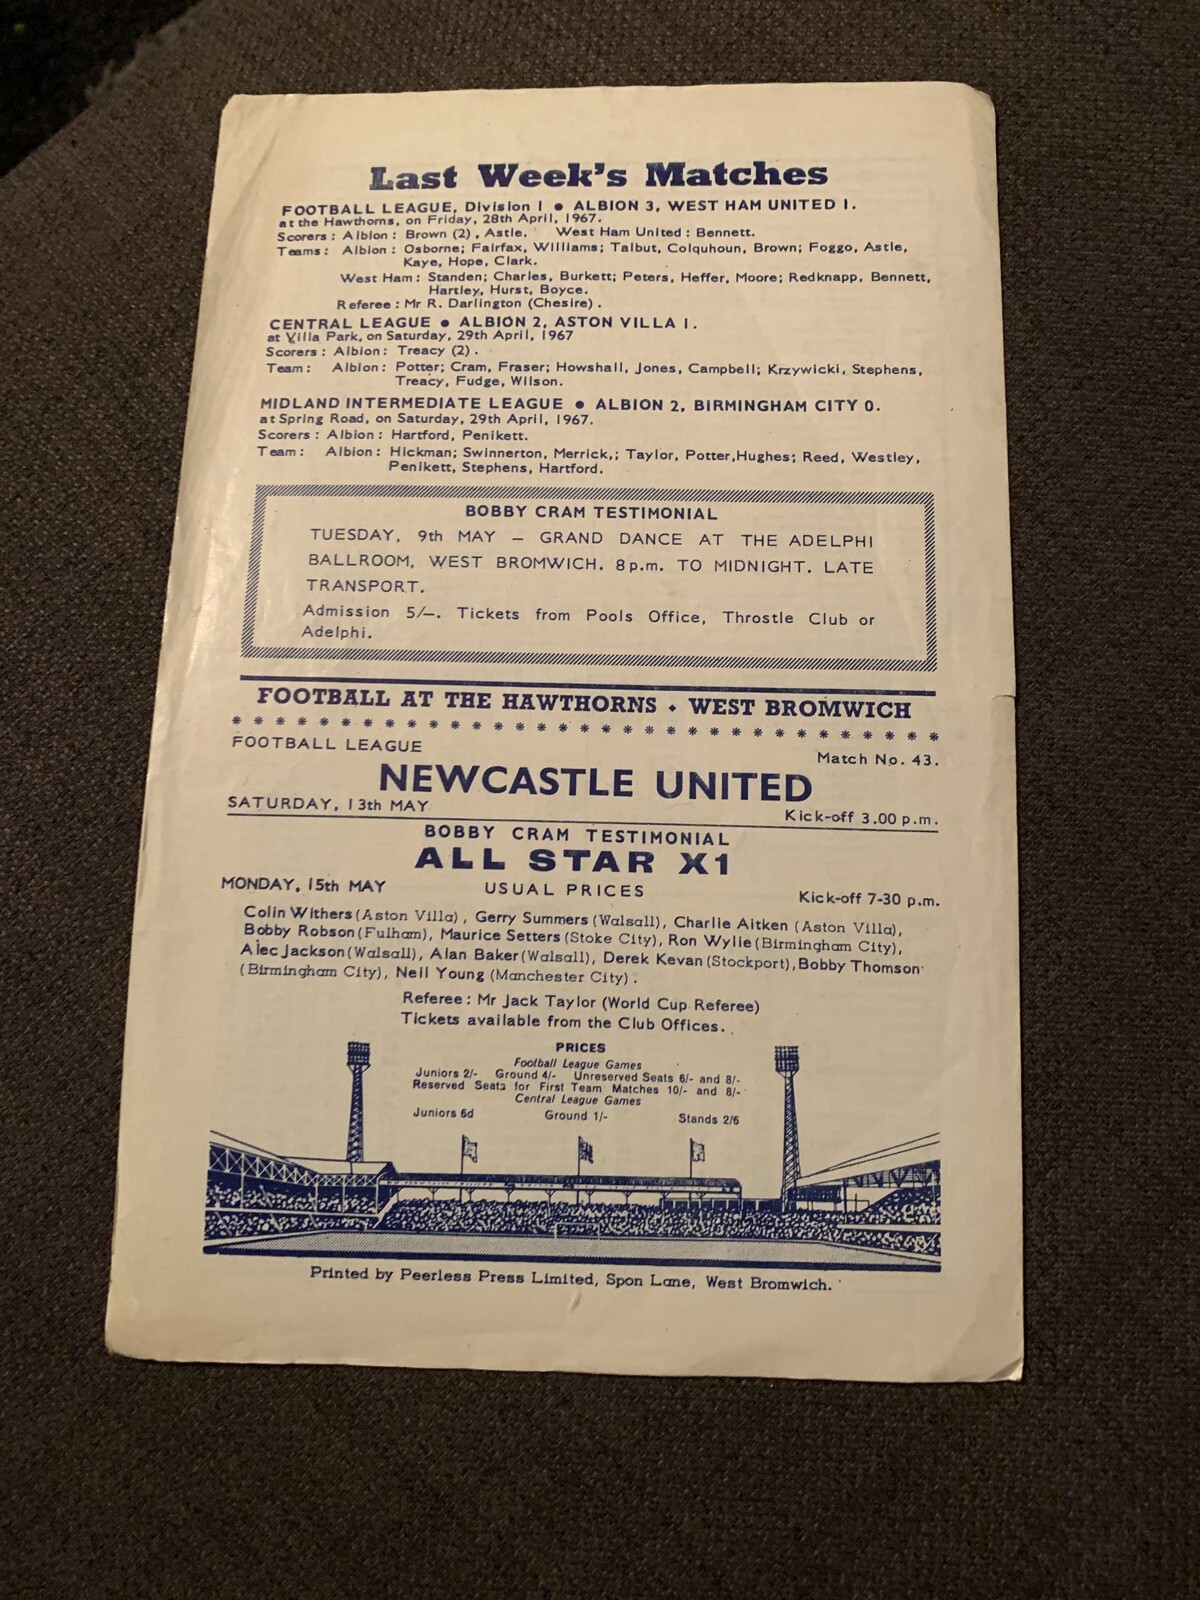 Last Week's Matches
FOOTBALL LEAGUE, Division 1 • ALBION 3, WEST HAM UNITED 1.
at the Hawthorns, on Friday, 28th April, 1967.
Scorers : Albion : Brown (2) , Astle. West Ham United : Bennett.
Teams : Albion : Osborne; Fairfax, Williams; Talbut, Colquhoun, Brown; Foggo, Astle,
Kaye, Hope, Clark.
West Ham : Standen; Charles, Burkett; Peters, Heffer, Moore; Redknapp, Bennett,
Hartley, Hurst, Boyce.
Referee : Mr R. Darlington (Chesire) .
CENTRAL LEAGUE • ALBION 2, ASTON VILLA 1.
at Villa Park, on Saturday, 29th April, 1967
Scorers : Albion: Treacy (2) .
Team : Albion : Potter; Cram, Fraser; Howshall, Jones, Campbell; Krzywicki, Stephens,
Treacy, Fudge, Wilson.
MIDLAND INTERMEDIATE LEAGUE • ALBION 2, BIRMINGHAM CITY 0.
at Spring Road, on Saturday, 29th April, 1967.
Scorers : Albion : Hartford, Penikett.
Team : Albion : Hickman; Swinnerton, Merrick,; Taylor, Potter,Hughes; Reed, Westley,
Penikett, Stephens, Hartford.
BOBBY CRAM TESTIMONIAL
TUESDAY, 9th MAY – GRAND DANCE AT THE ADELPHI
BALLROOM, WEST BROMWICH. 8 p.m. TO MIDNIGHT. LATE
TRANSPORT.
Admission 5/–. Tickets from Pools Office, Throstle Club or
Adelphi.
FOOTBALL AT THE HAWTHORNS • WEST BROMWICH
FOOTBALL LEAGUE
Match No. 43.
NEWCASTLE UNITED
SATURDAY, 13th MAY
Kick-off 3.00 p.m.
BOBBY CRAM TESTIMONIAL
ALL STAR X1
MONDAY, 15th MAY USUAL PRICES Kick-off 7-30 p.m.
Colin Withers (Aston Villa) , Gerry Summers (Walsall), Charlie Aitken (Aston Villa),
Bobby Robson (Fulham), Maurice Setters (Stoke City), Ron Wylie (Birmingham City),
Alec Jackson (Walsall), Alan Baker (Walsall), Derek Kevan (Stockport), Bobby Thomson
(Birmingham City), Neil Young (Manchester City) .
Referee : Mr Jack Taylor (World Cup Referee)
Tickets available from the Club Offices.
PRICES
Football League Games
Juniors 2/- Ground 4/- Unreserved Seats 6/- and 8/-
Reserved Seats for First Team Matches 10/- and 8/-
Central League Games
Juniors 6d Ground 1/- Stands 2/6
Printed by Peerless Press Limited, Spon Lane, West Bromwich.